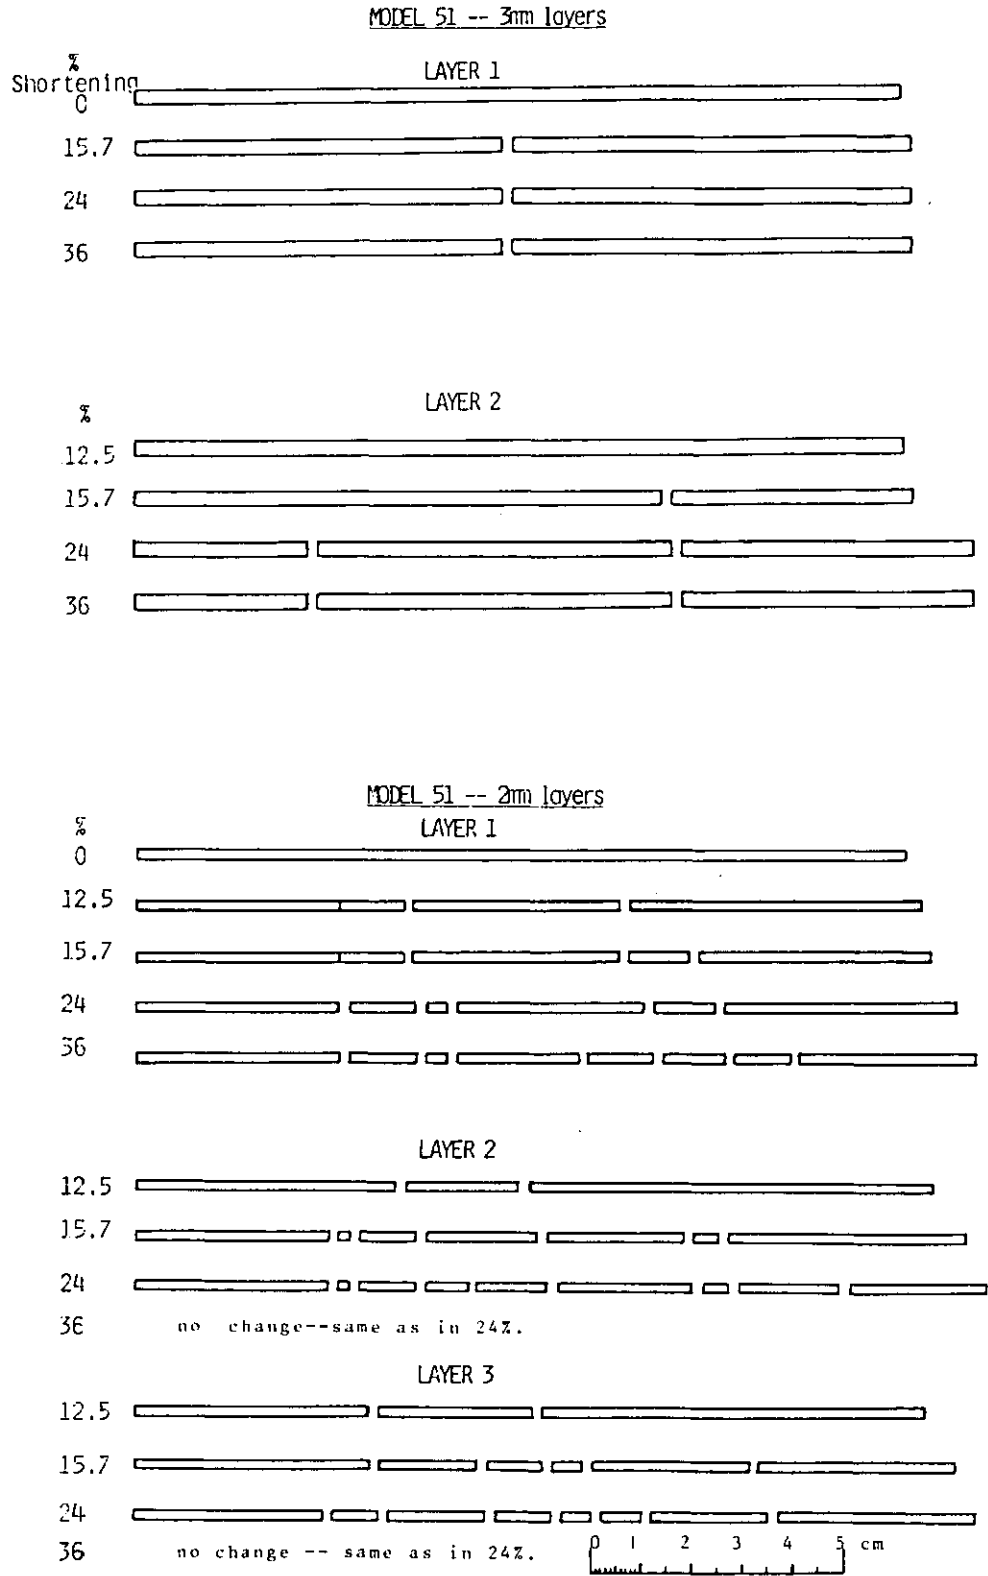 MODEL 51 -- 3mm layers
%
Shortening
LAYER 1
0
15.7
24
36
LAYER 2
%
12.5
15.7
24
36
MODEL 51 -- 2mm layers
%
LAYER 1
0
12.5
15.7
24
36
LAYER 2
12.5
15.7
24
36 no change--same as in 24%.
LAYER 3
12.5
15.7
24
36 no change -- same as in 24%.
0 1 2 3 4 5 cm